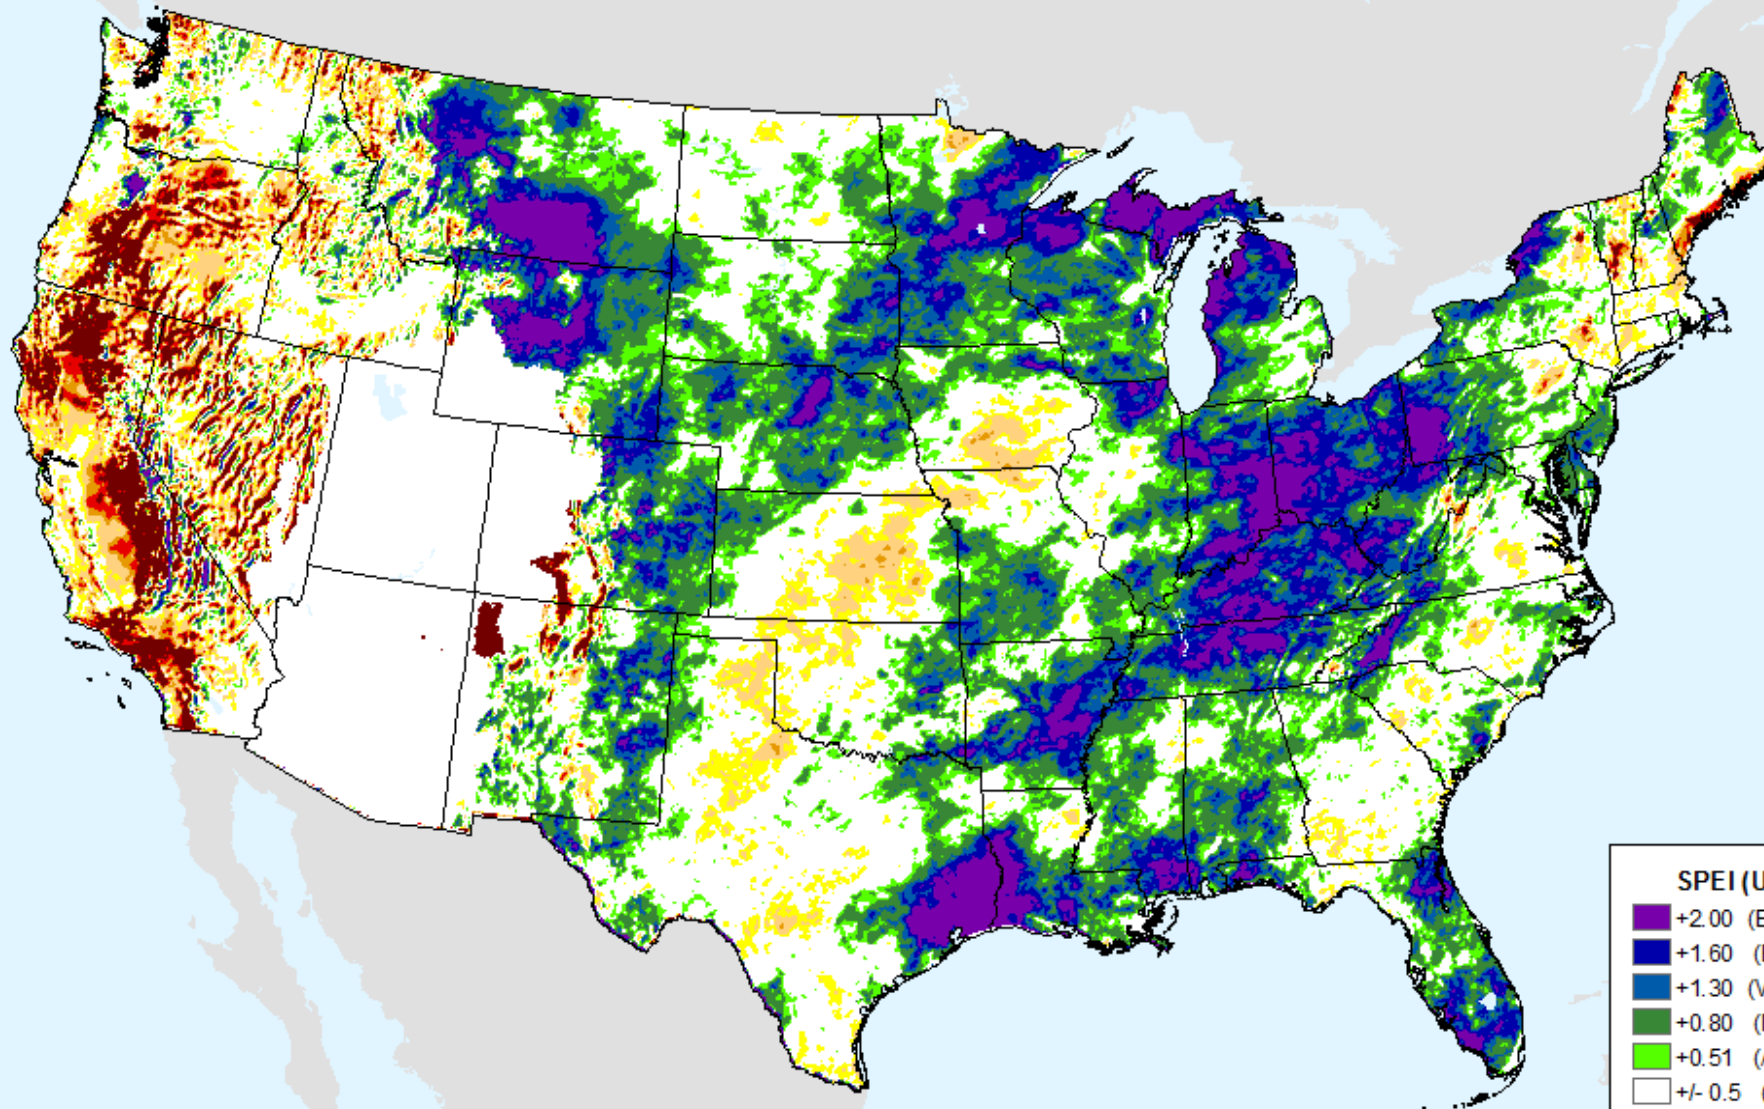 SPEI (U
+2.00 (E
+1.60 (
+1.30 (V
+0.80 (
+0.51 (
+/- 0.5 (